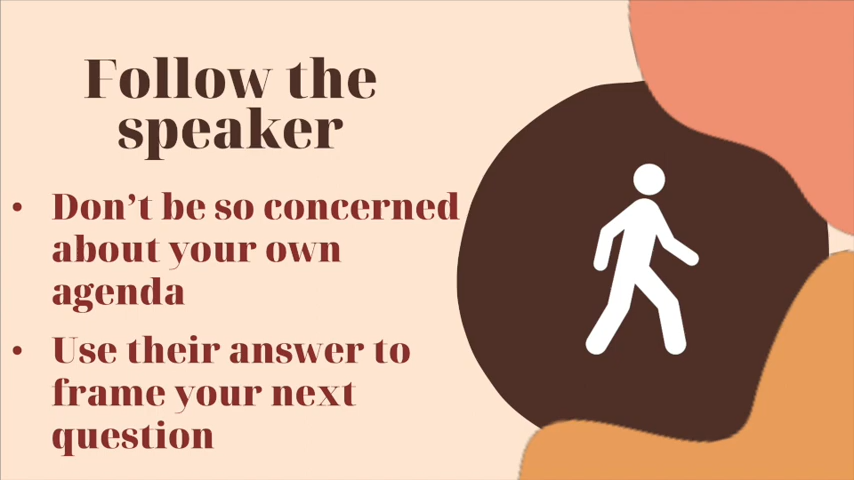 Follow the
speaker
• Don’t be so concerned
about your own
agenda
• Use their answer to
frame your next
question